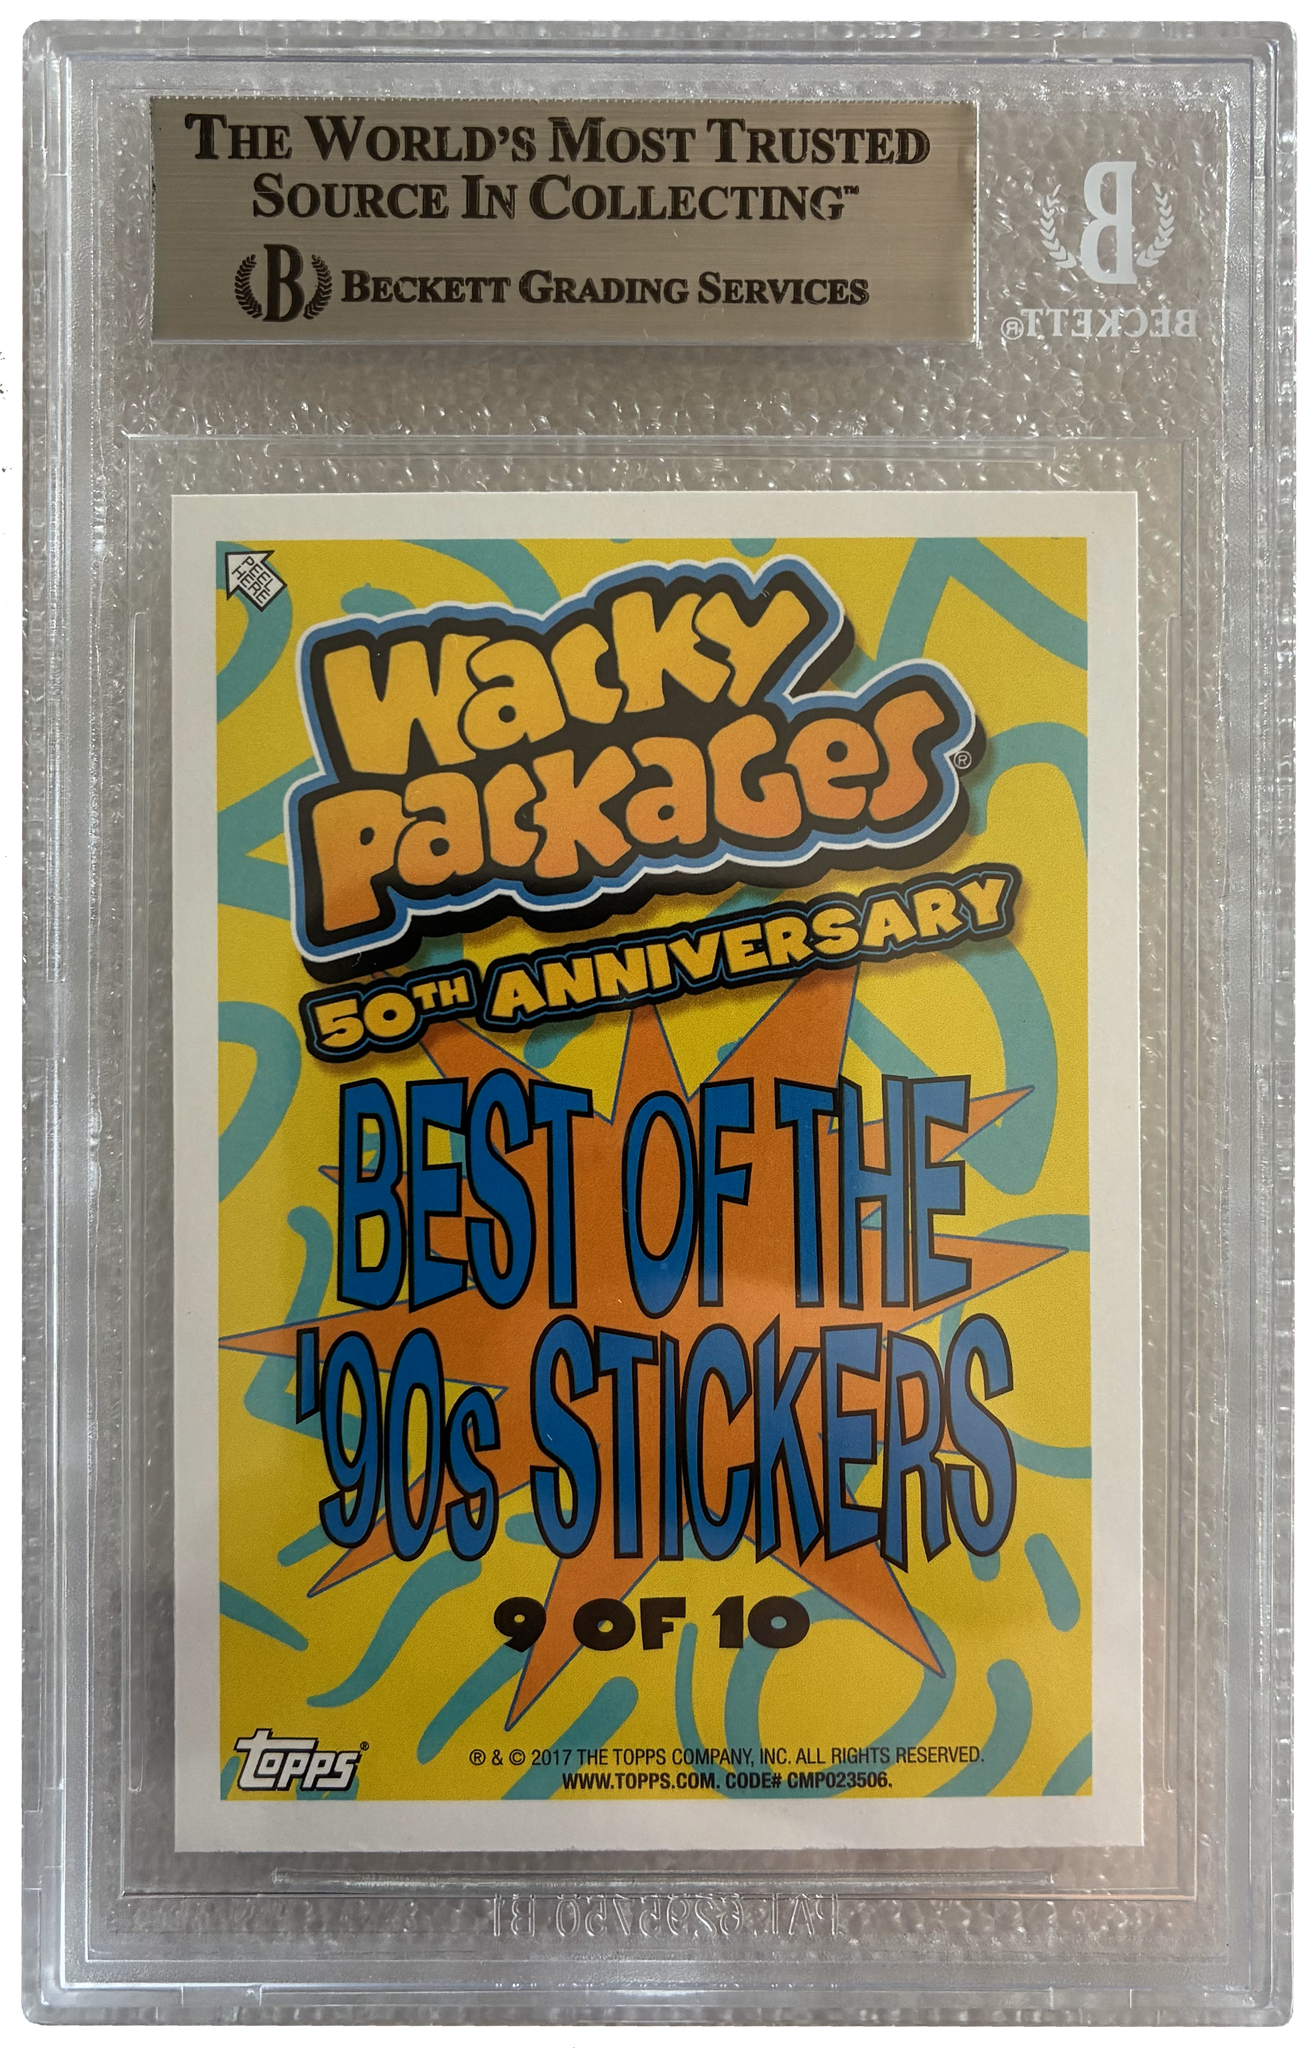 THE WORLD'S MOST TRUSTED
SOURCE IN COLLECTING™
B BECKETT GRADING SERVICES
B
BECKETT®
PEEL
HERE
Wacky
Packages®
50TH ANNIVERSARY
BEST OF THE
'90s STICKERS
9 OF 10
TOPPS®
® & © 2017 THE TOPPS COMPANY, INC. ALL RIGHTS RESERVED.
WWW.TOPPS.COM. CODE# CMP023506.